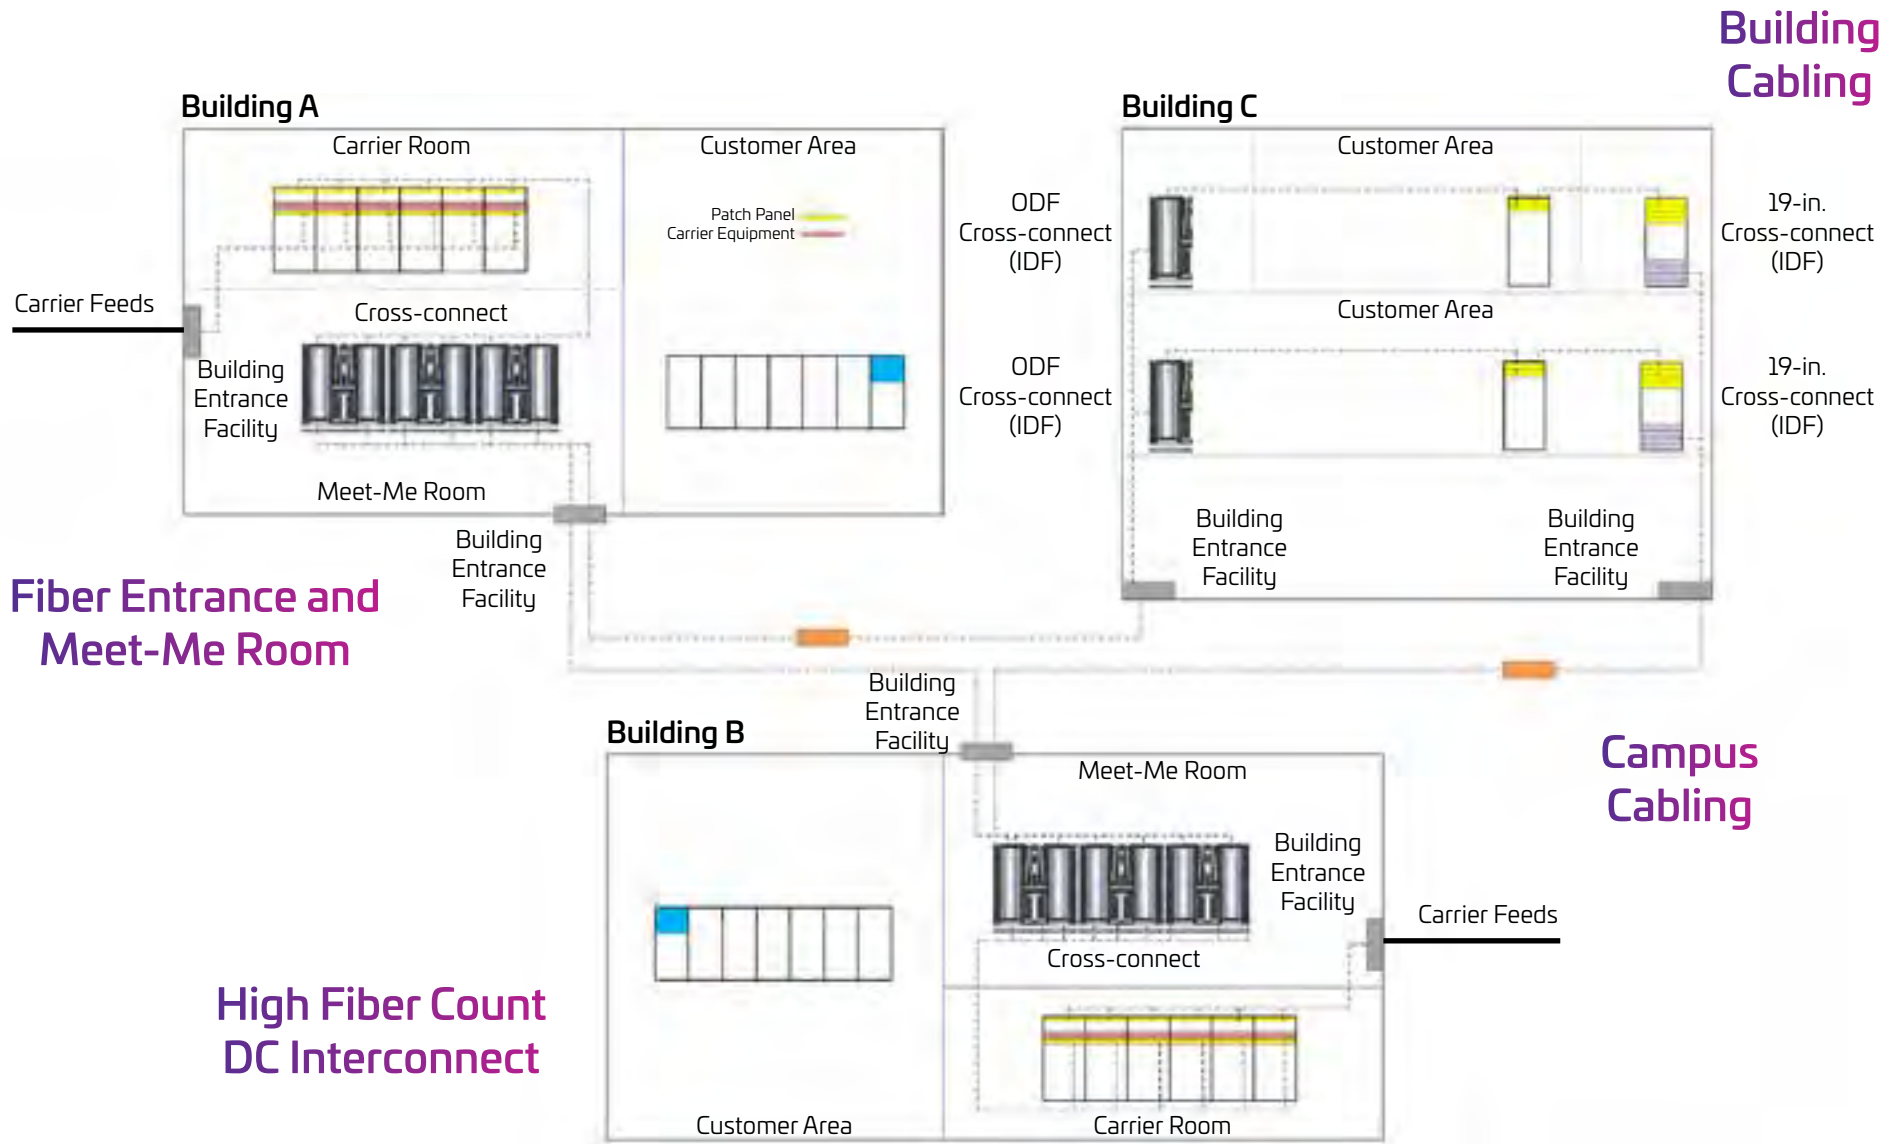 Building
Cabling
Building A
Carrier Room
Customer Area
Patch Panel
Carrier Equipment
Carrier Feeds
Cross-connect
Building
Entrance
Facility
Meet-Me Room
Building
Entrance
Facility
Fiber Entrance and
Meet-Me Room
Building C
Customer Area
ODF
Cross-connect
(IDF)
19-in.
Cross-connect
(IDF)
Customer Area
ODF
Cross-connect
(IDF)
19-in.
Cross-connect
(IDF)
Building
Entrance
Facility
Building
Entrance
Facility
Building
Entrance
Facility
Building B
Meet-Me Room
Building
Entrance
Facility
Carrier Feeds
Cross-connect
Customer Area
Carrier Room
Campus
Cabling
High Fiber Count
DC Interconnect